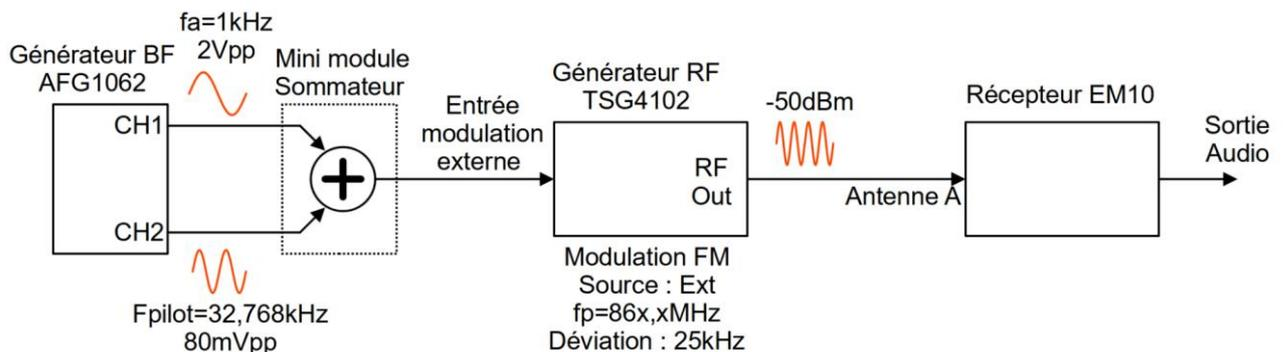 fa=1kHz
2Vpp
Générateur BF
AFG1062
Mini module
Sommateur
CH1
CH2
Fpilot=32,768kHz
80mVpp
Entrée
modulation
externe
Générateur RF
TSG4102
RF
Out
Modulation FM
Source : Ext
fp=86x,xMHz
Déviation : 25kHz
-50dBm
Antenne A
Récepteur EM10
Sortie
Audio